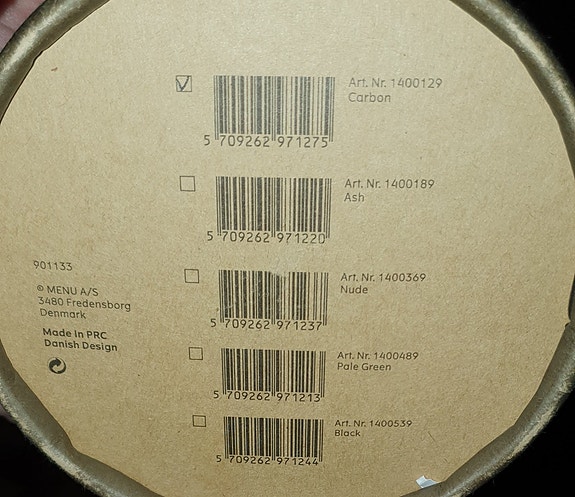 Art. Nr. 1400129
Carbon
5 709262 971275
Art. Nr. 1400189
Ash
5 709262 971220
Art. Nr. 1400369
Nude
5 709262 971237
Art. Nr. 1400489
Pale Green
5 709262 971213
Art. Nr. 1400539
Black
5 709262 971244
901133
© MENU A/S
3480 Fredensborg
Denmark
Made in PRC
Danish Design